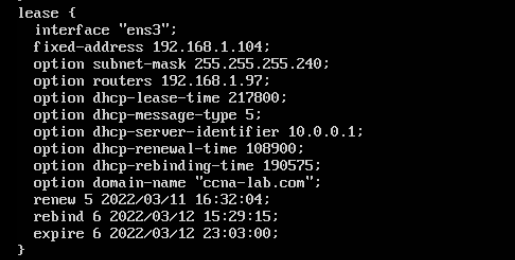 lease {
  interface "ens3";
  fixed-address 192.168.1.104;
  option subnet-mask 255.255.255.240;
  option routers 192.168.1.97;
  option dhcp-lease-time 217800;
  option dhcp-message-type 5;
  option dhcp-server-identifier 10.0.0.1;
  option dhcp-renewal-time 108900;
  option dhcp-rebinding-time 190575;
  option domain-name "ccna-lab.com";
  renew 5 2022/03/11 16:32:04;
  rebind 6 2022/03/12 15:29:15;
  expire 6 2022/03/12 23:03:00;
}